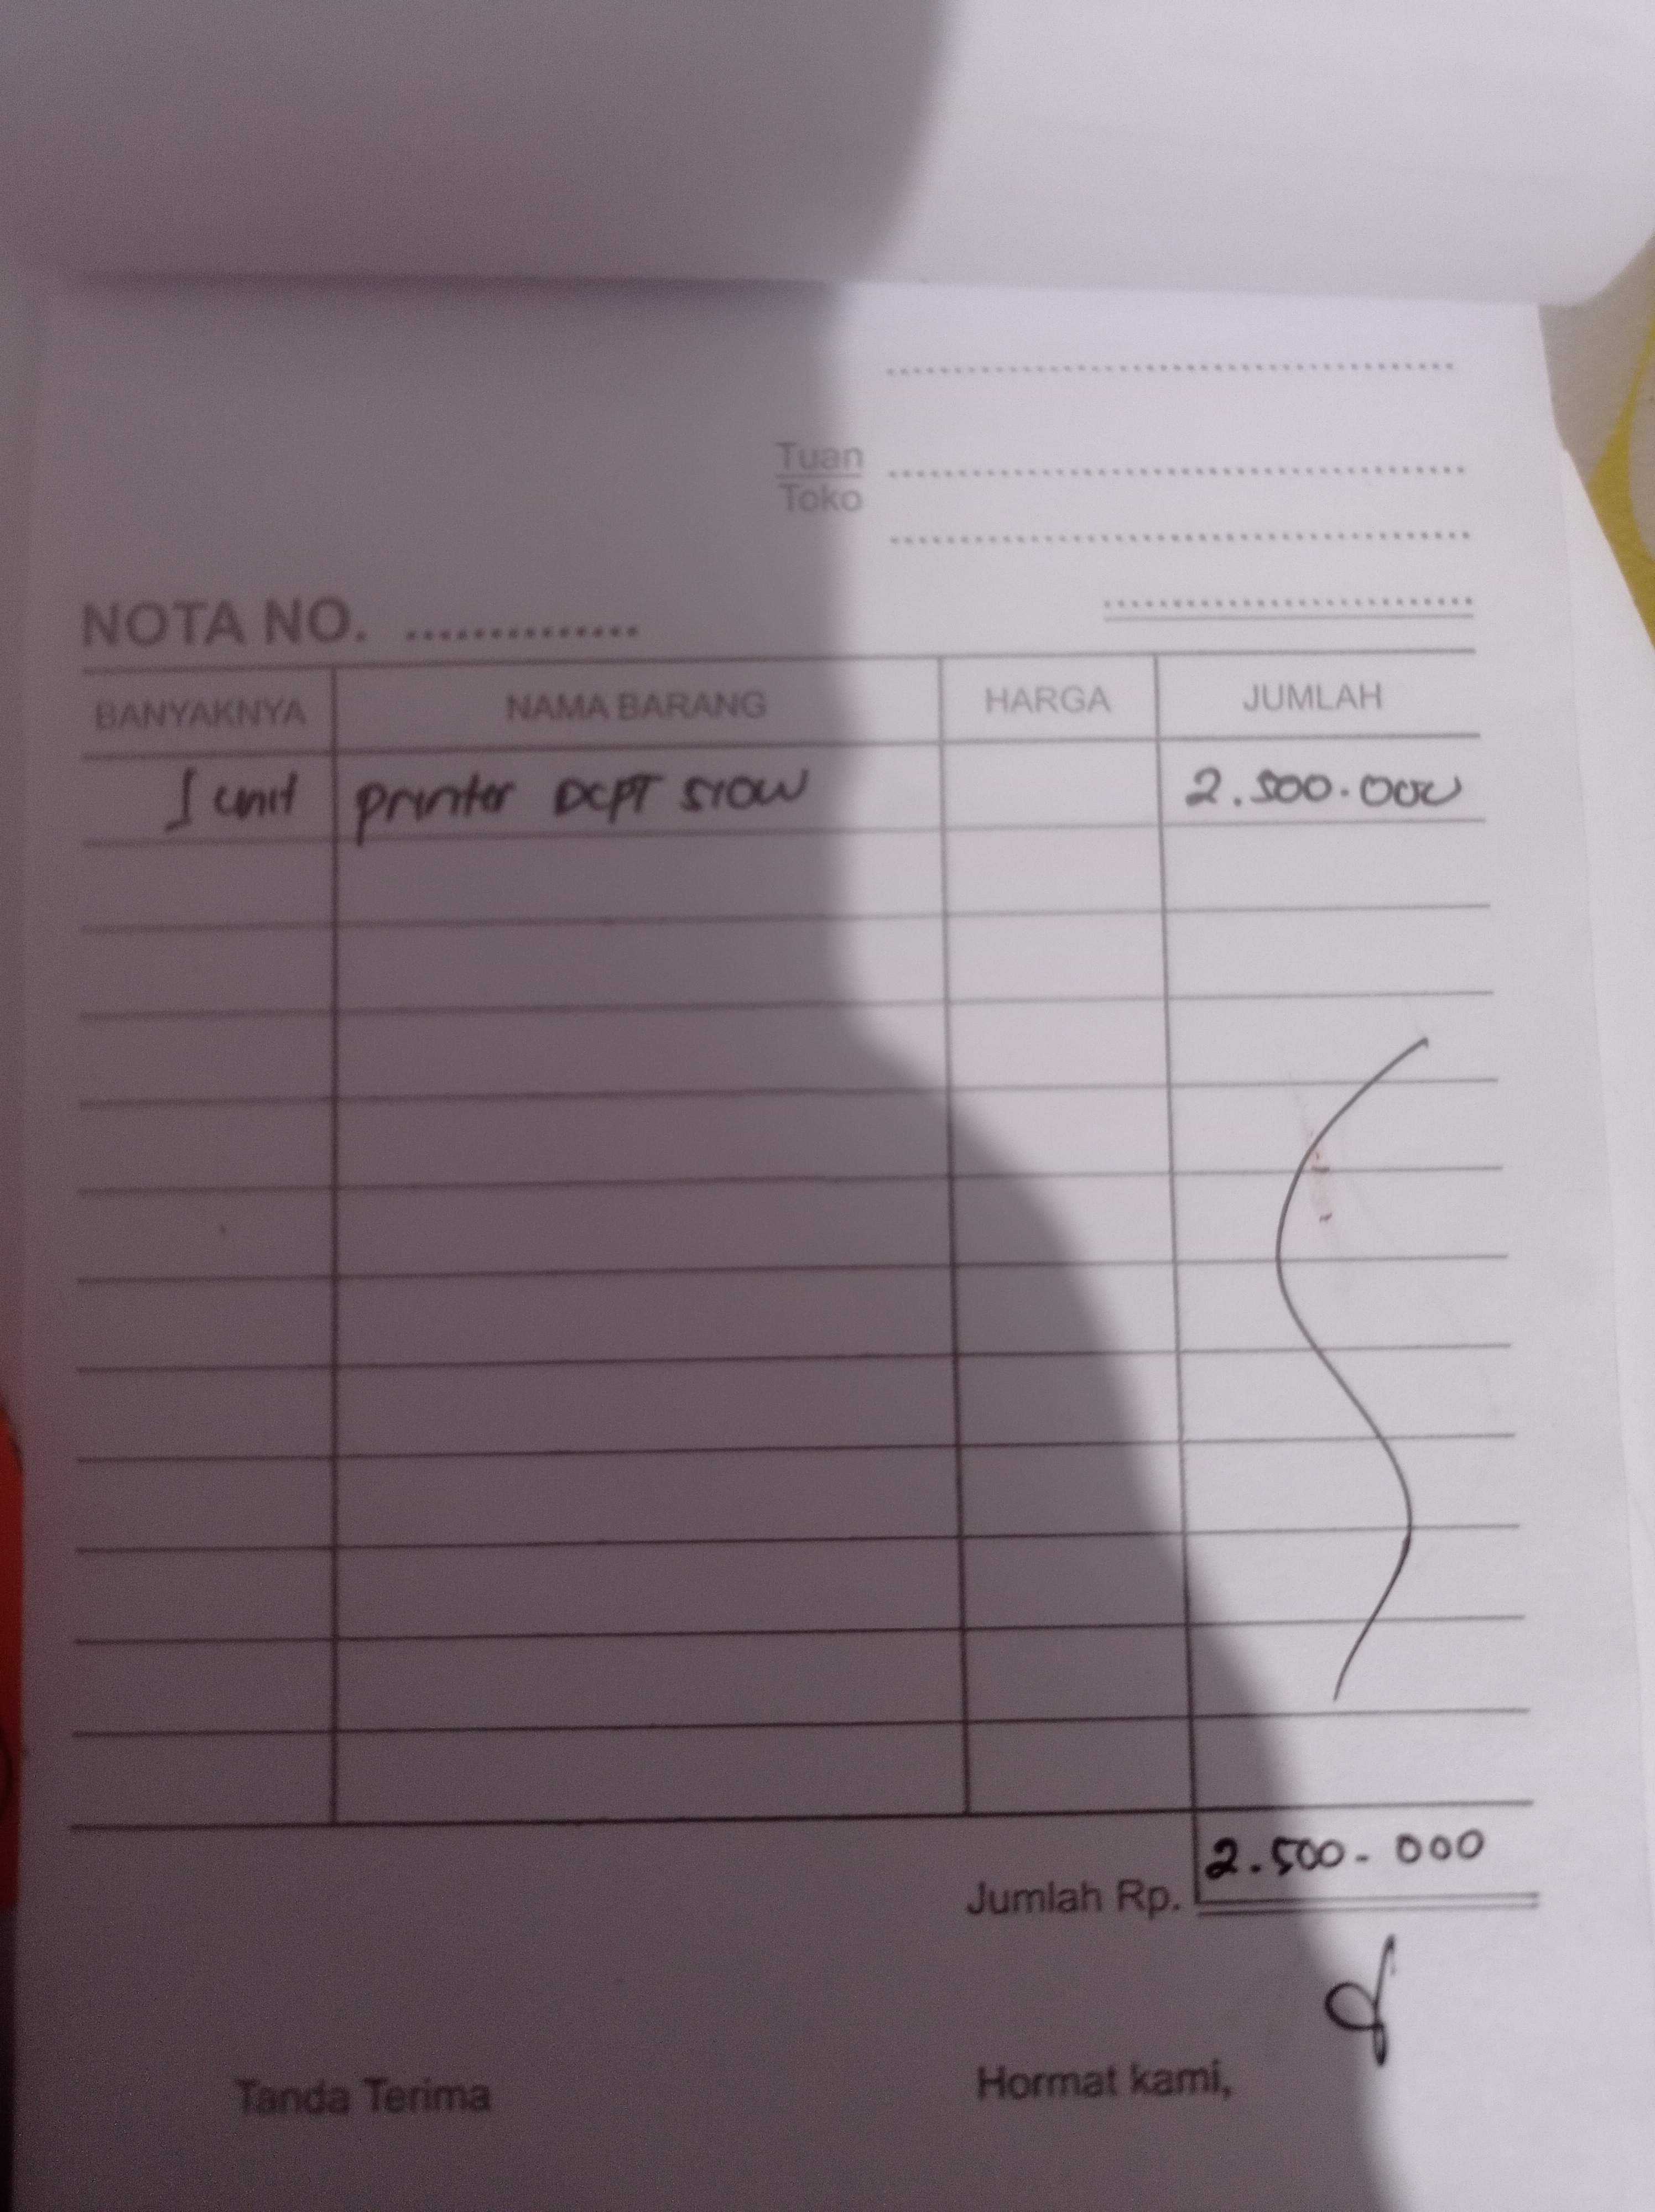 Tuan
Toko
NOTA NO. ..............
BANYAKNYA NAMA BARANG HARGA JUMLAH
1 unit printer DCPT 510W 2.500.000
Jumlah Rp. 2.500.000
Tanda Terima Hormat kami,